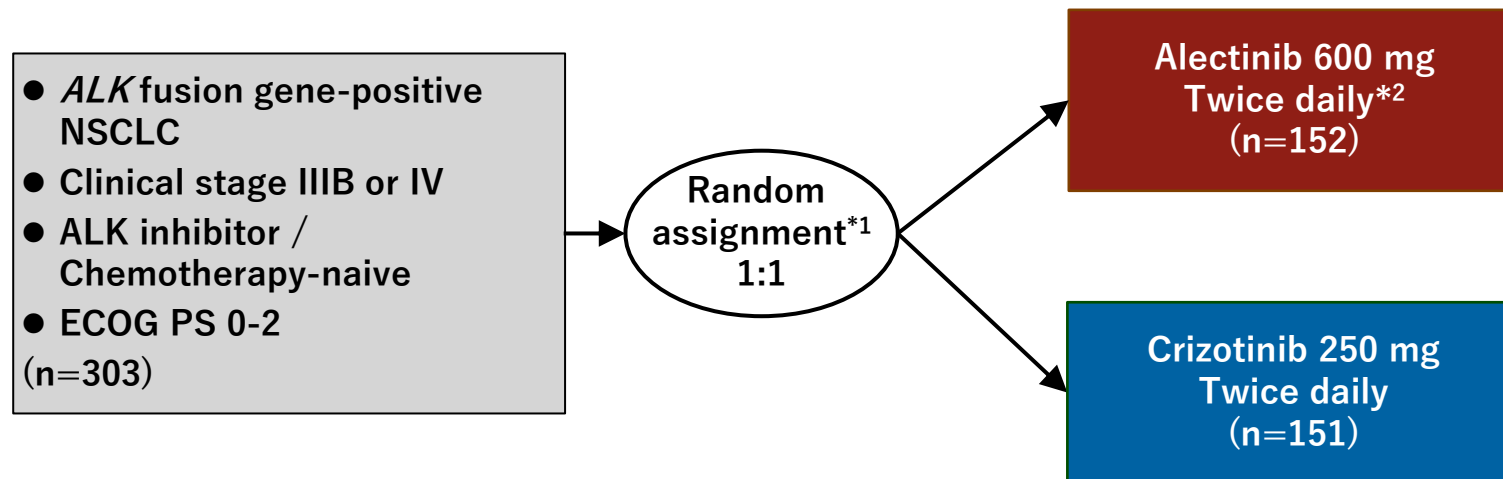 ● ALK fusion gene-positive
NSCLC
● Clinical stage IIIB or IV
● ALK inhibitor /
Chemotherapy-naive
● ECOG PS 0-2
(n=303)
Random
assignment*1
1:1
Alectinib 600 mg
Twice daily*2
(n=152)
Crizotinib 250 mg
Twice daily
(n=151)